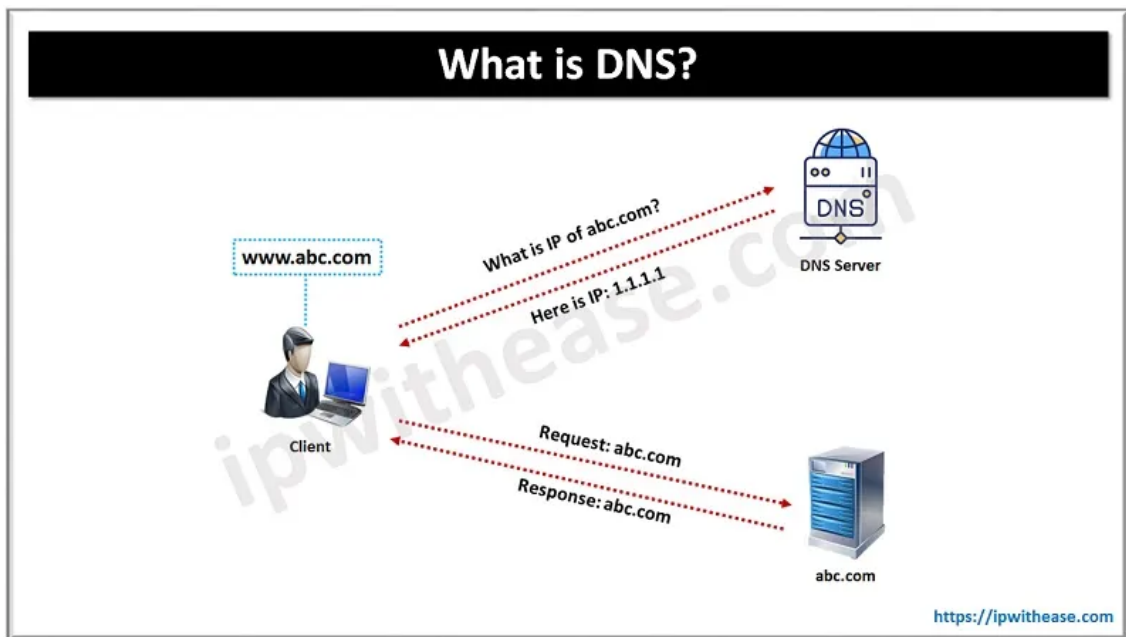 What is DNS?
www.abc.com
What is IP of abc.com?
Here is IP: 1.1.1.1
DNS
DNS Server
Client
Request: abc.com
Response: abc.com
abc.com
ipwithease.com
https://ipwithease.com